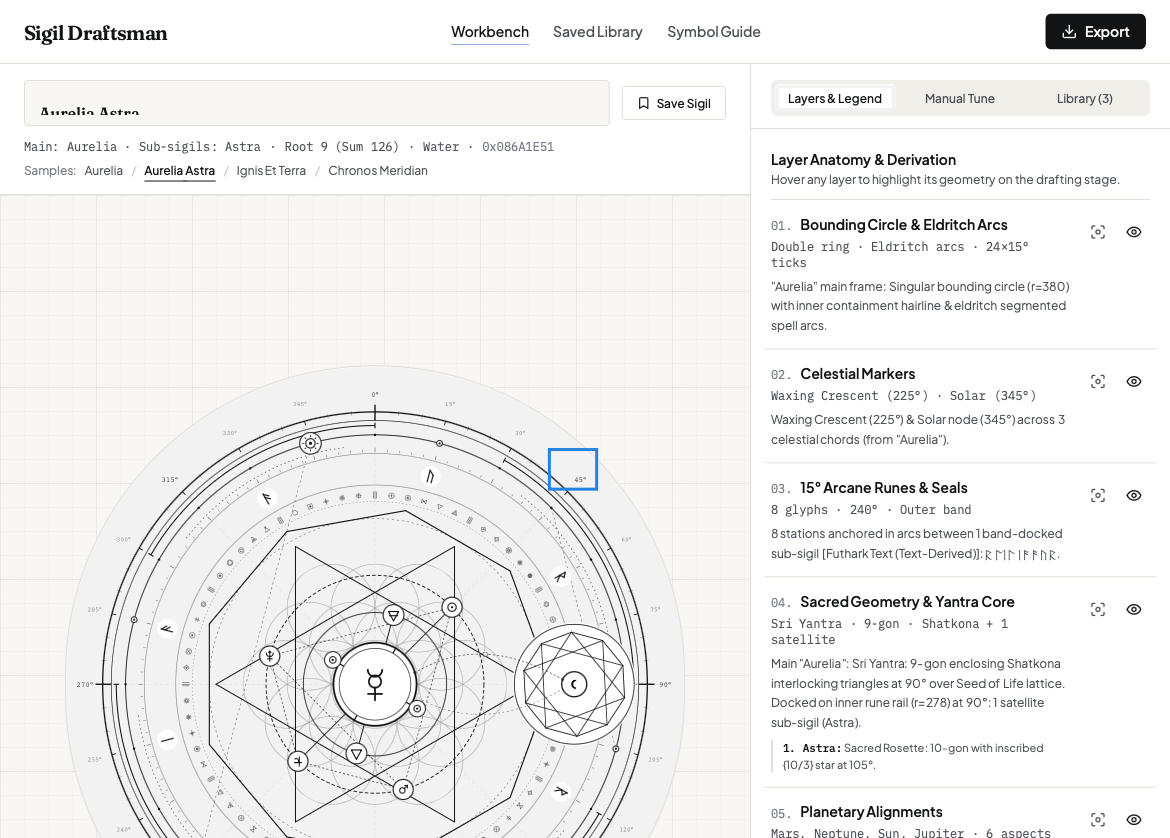 Sigil Draftsman
Workbench
Saved Library
Symbol Guide
Export
Aurelia Astra
Save Sigil
Main: Aurelia · Sub-sigils: Astra · Root 9 (Sum 126) · Water · 0x086A1E51
Samples: Aurelia / Aurelia Astra / Ignis Et Terra / Chronos Meridian
0°
345°
15°
330°
30°
315°
45°
300°
60°
285°
75°
270°
90°
255°
105°
240°
120°
Layers & Legend
Manual Tune
Library (3)
Layer Anatomy & Derivation
Hover any layer to highlight its geometry on the drafting stage.
01. Bounding Circle & Eldritch Arcs
Double ring · Eldritch arcs · 24×15°
ticks
"Aurelia" main frame: Singular bounding circle (r=380)
with inner containment hairline & eldritch segmented
spell arcs.
02. Celestial Markers
Waxing Crescent (225°) · Solar (345°)
Waxing Crescent (225°) & Solar node (345°) across 3
celestial chords (from "Aurelia").
03. 15° Arcane Runes & Seals
8 glyphs · 240° · Outer band
8 stations anchored in arcs between 1 band-docked
sub-sigil [Futhark Text (Text-Derived)]: ᚱ ᛖ ᛚ ᛁ ᚨ ᚨ ᚢ ᚱ.
04. Sacred Geometry & Yantra Core
Sri Yantra · 9-gon · Shatkona + 1
satellite
Main "Aurelia": Sri Yantra: 9-gon enclosing Shatkona
interlocking triangles at 90° over Seed of Life lattice.
Docked on inner rune rail (r=278) at 90°: 1 satellite
sub-sigil (Astra).
1. Astra: Sacred Rosette: 10-gon with inscribed
{10/3} star at 105°.
05. Planetary Alignments
Mars, Neptune, Sun, Jupiter · 6 aspects